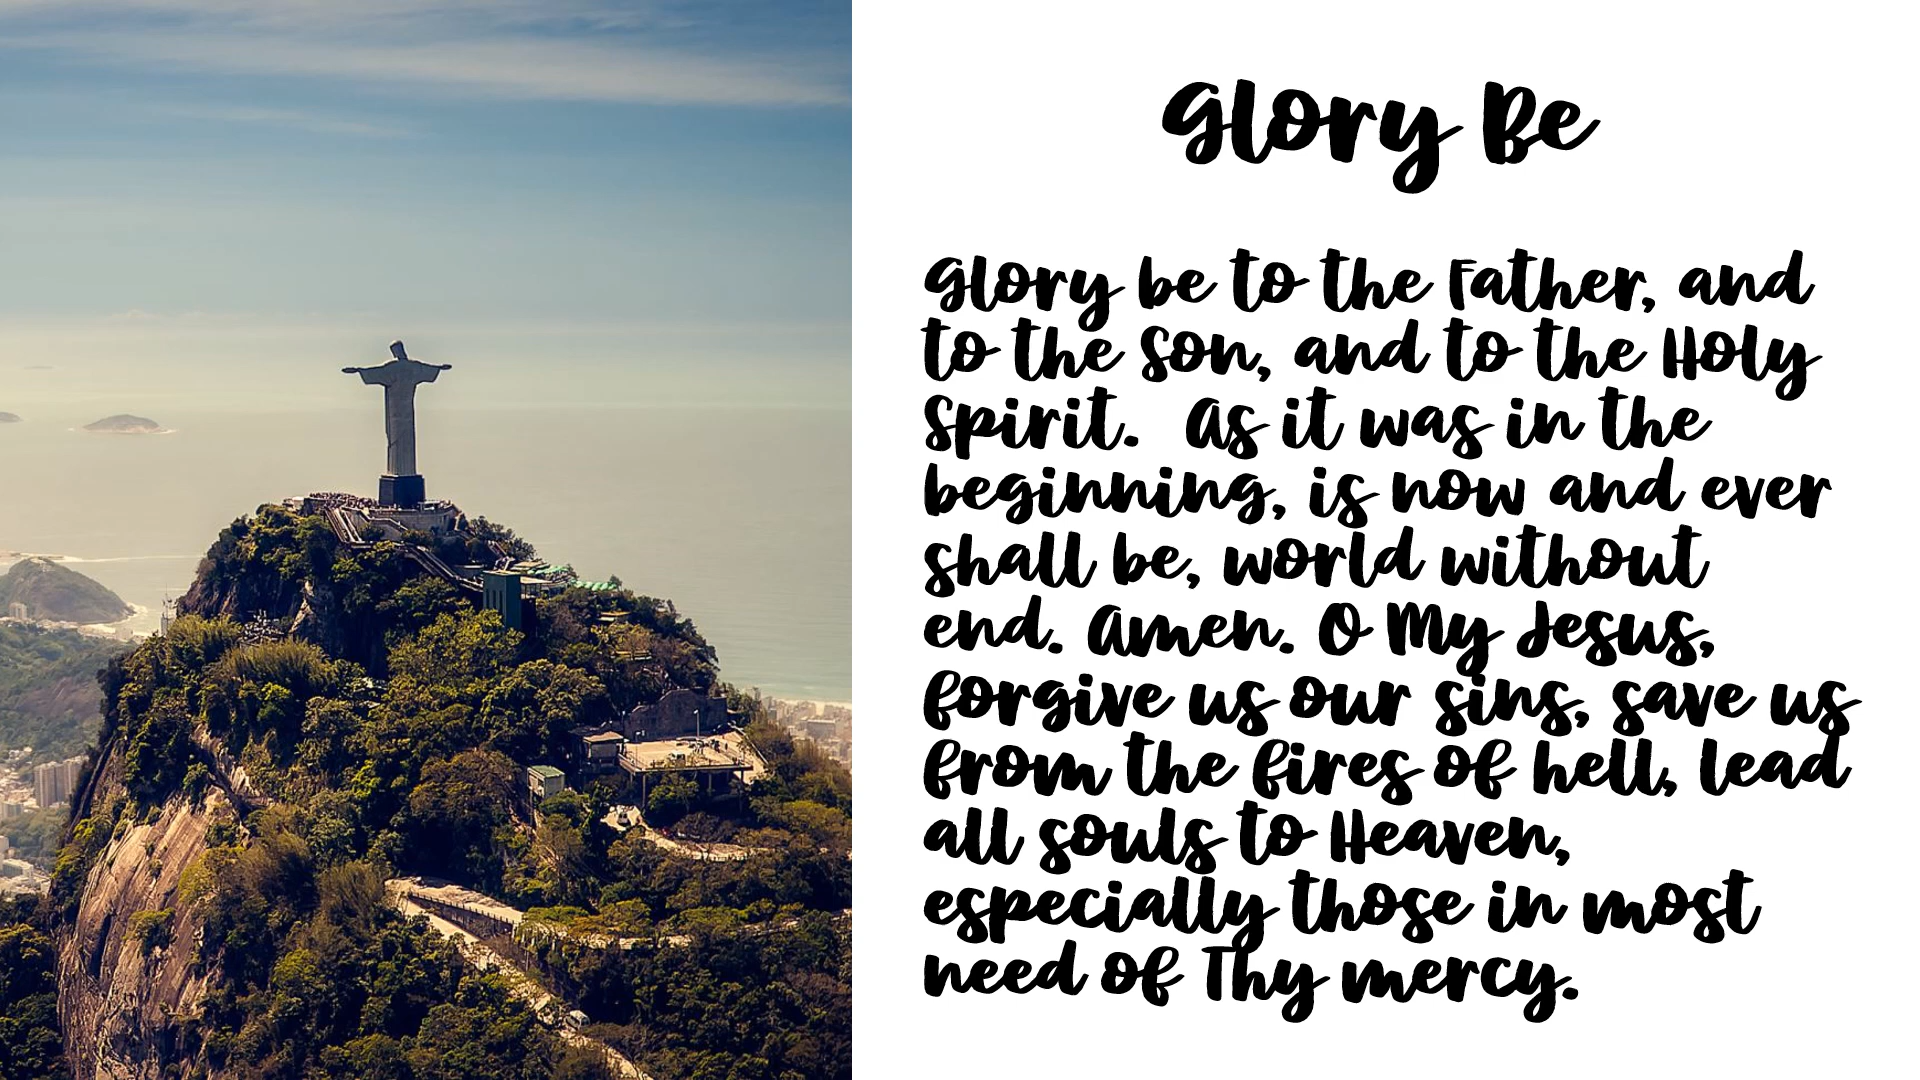 Glory Be
Glory be to the Father, and
to the Son, and to the Holy
Spirit.  As it was in the
beginning, is now and ever
shall be, world without
end. Amen. O My Jesus,
forgive us our sins, save us
from the fires of hell, lead
all souls to Heaven,
especially those in most
need of Thy mercy.